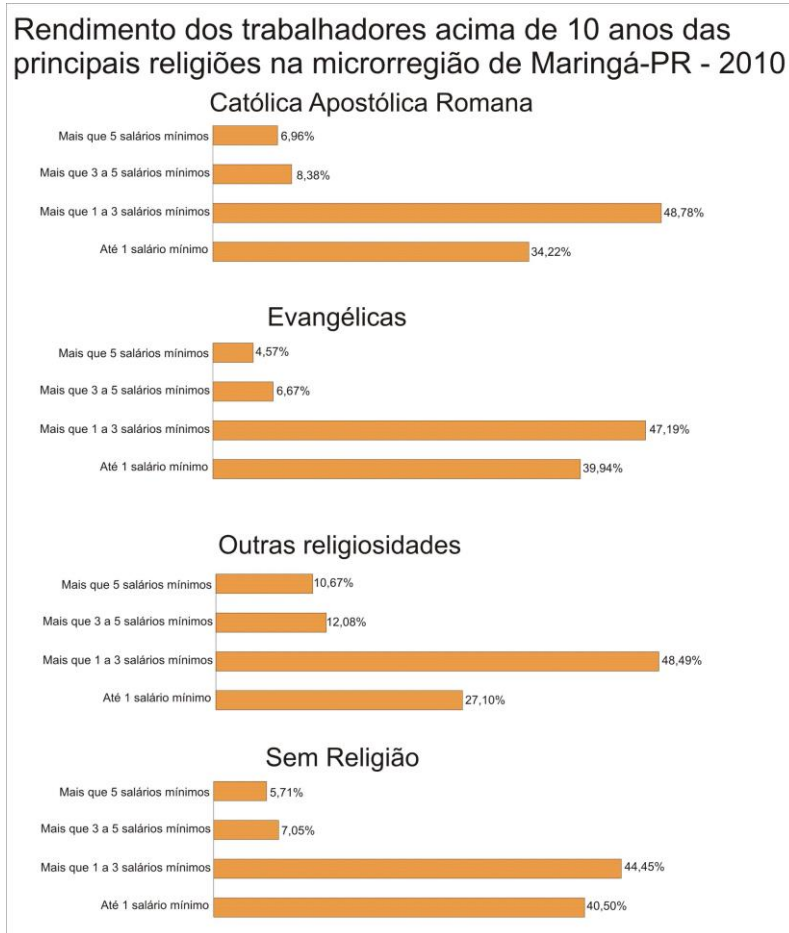 Rendimento dos trabalhadores acima de 10 anos das
principais religiões na microrregião de Maringá-PR - 2010
Católica Apostólica Romana
Mais que 5 salários mínimos 6,96%
Mais que 3 a 5 salários mínimos 8,38%
Mais que 1 a 3 salários mínimos 48,78%
Até 1 salário mínimo 34,22%
Evangélicas
Mais que 5 salários mínimos 4,57%
Mais que 3 a 5 salários mínimos 6,67%
Mais que 1 a 3 salários mínimos 47,19%
Até 1 salário mínimo 39,94%
Outras religiosidades
Mais que 5 salários mínimos 10,67%
Mais que 3 a 5 salários mínimos 12,08%
Mais que 1 a 3 salários mínimos 48,49%
Até 1 salário mínimo 27,10%
Sem Religião
Mais que 5 salários mínimos 5,71%
Mais que 3 a 5 salários mínimos 7,05%
Mais que 1 a 3 salários mínimos 44,45%
Até 1 salário mínimo 40,50%